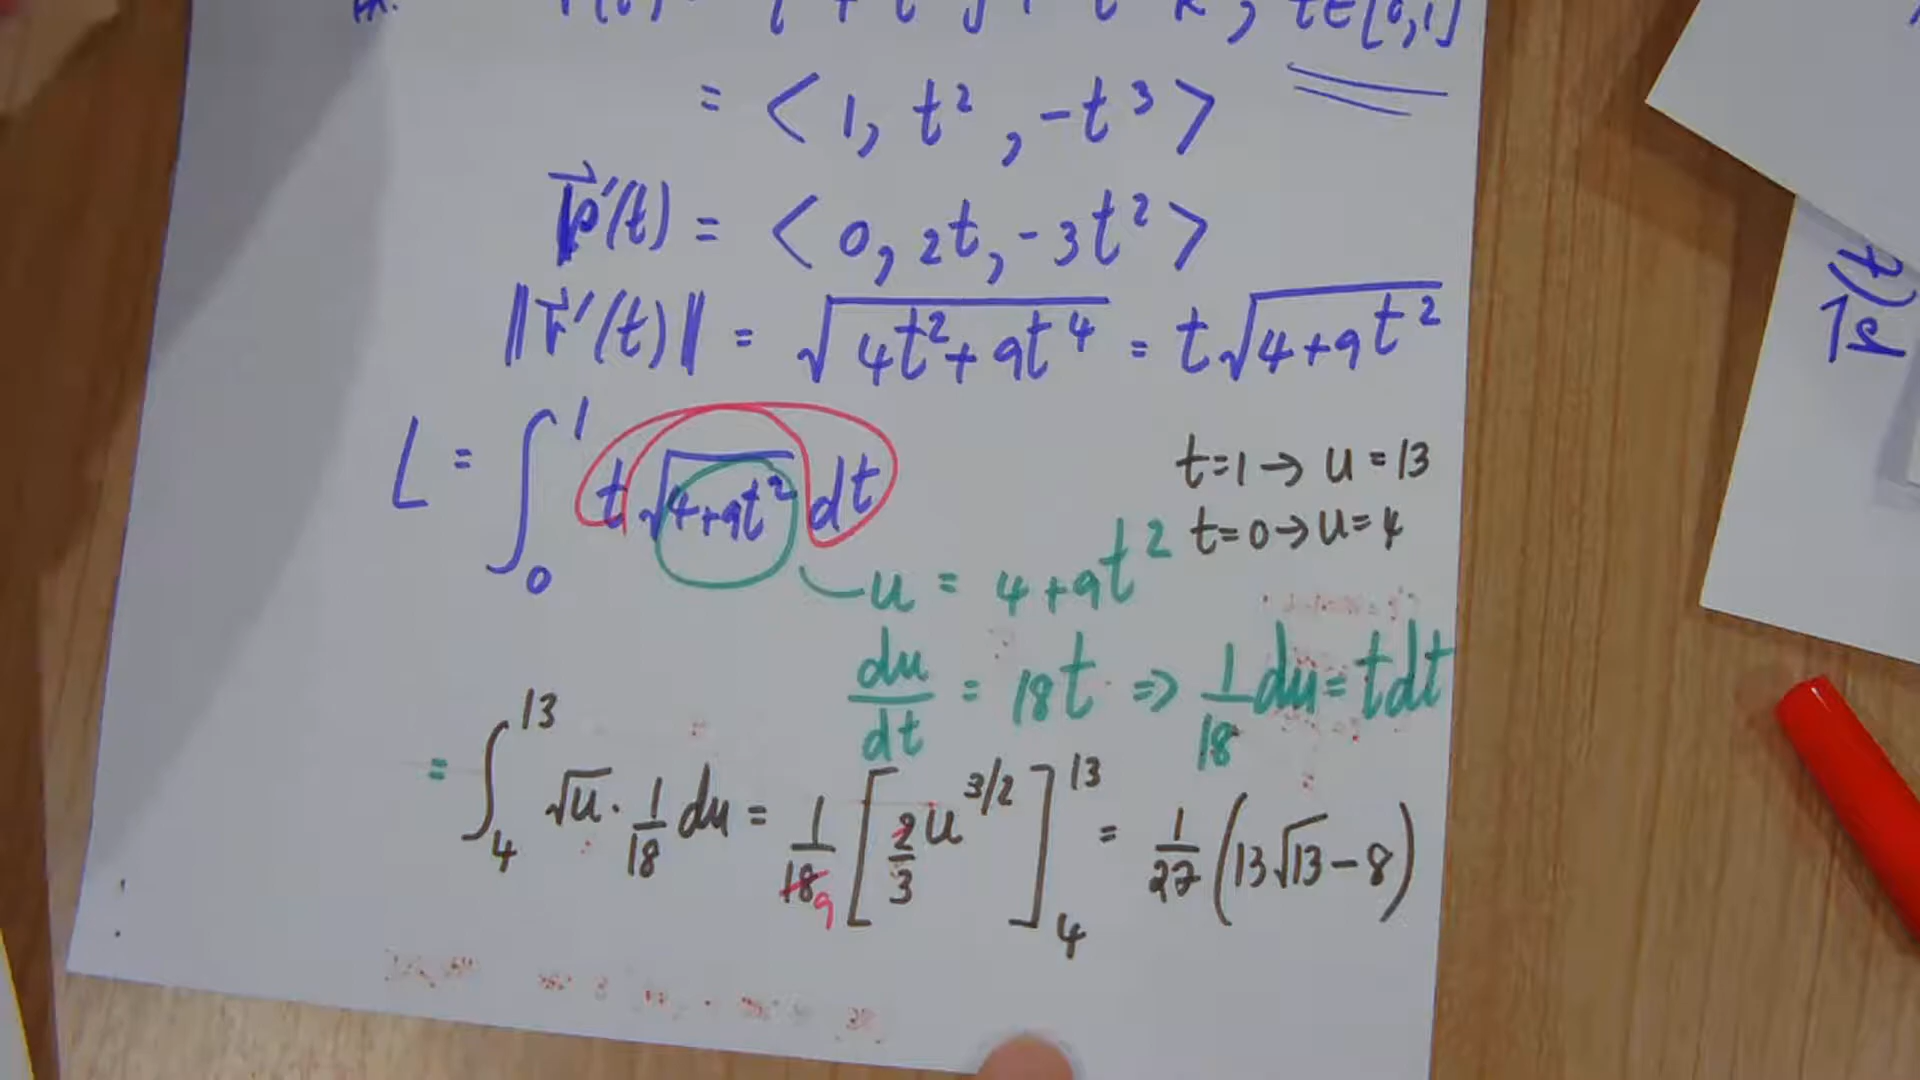 t ∈ [0,1]
= < 1, t² , -t³ >
r⃗'(t) = < 0, 2t, -3t² >
‖r⃗'(t)‖ = √(4t²+9t⁴) = t√(4+9t²)
L = ∫₀¹ t√(4+9t²) dt
t=1 → u = 13
t=0 → u = 4
u = 4+9t²
du/dt = 18t ⇒ 1/18 du = t dt
= ∫₄¹³ √u · 1/18 du = 1/18 [ 2/3 u^(3/2) ]₄¹³ = 1/27 (13√13 - 8)
9